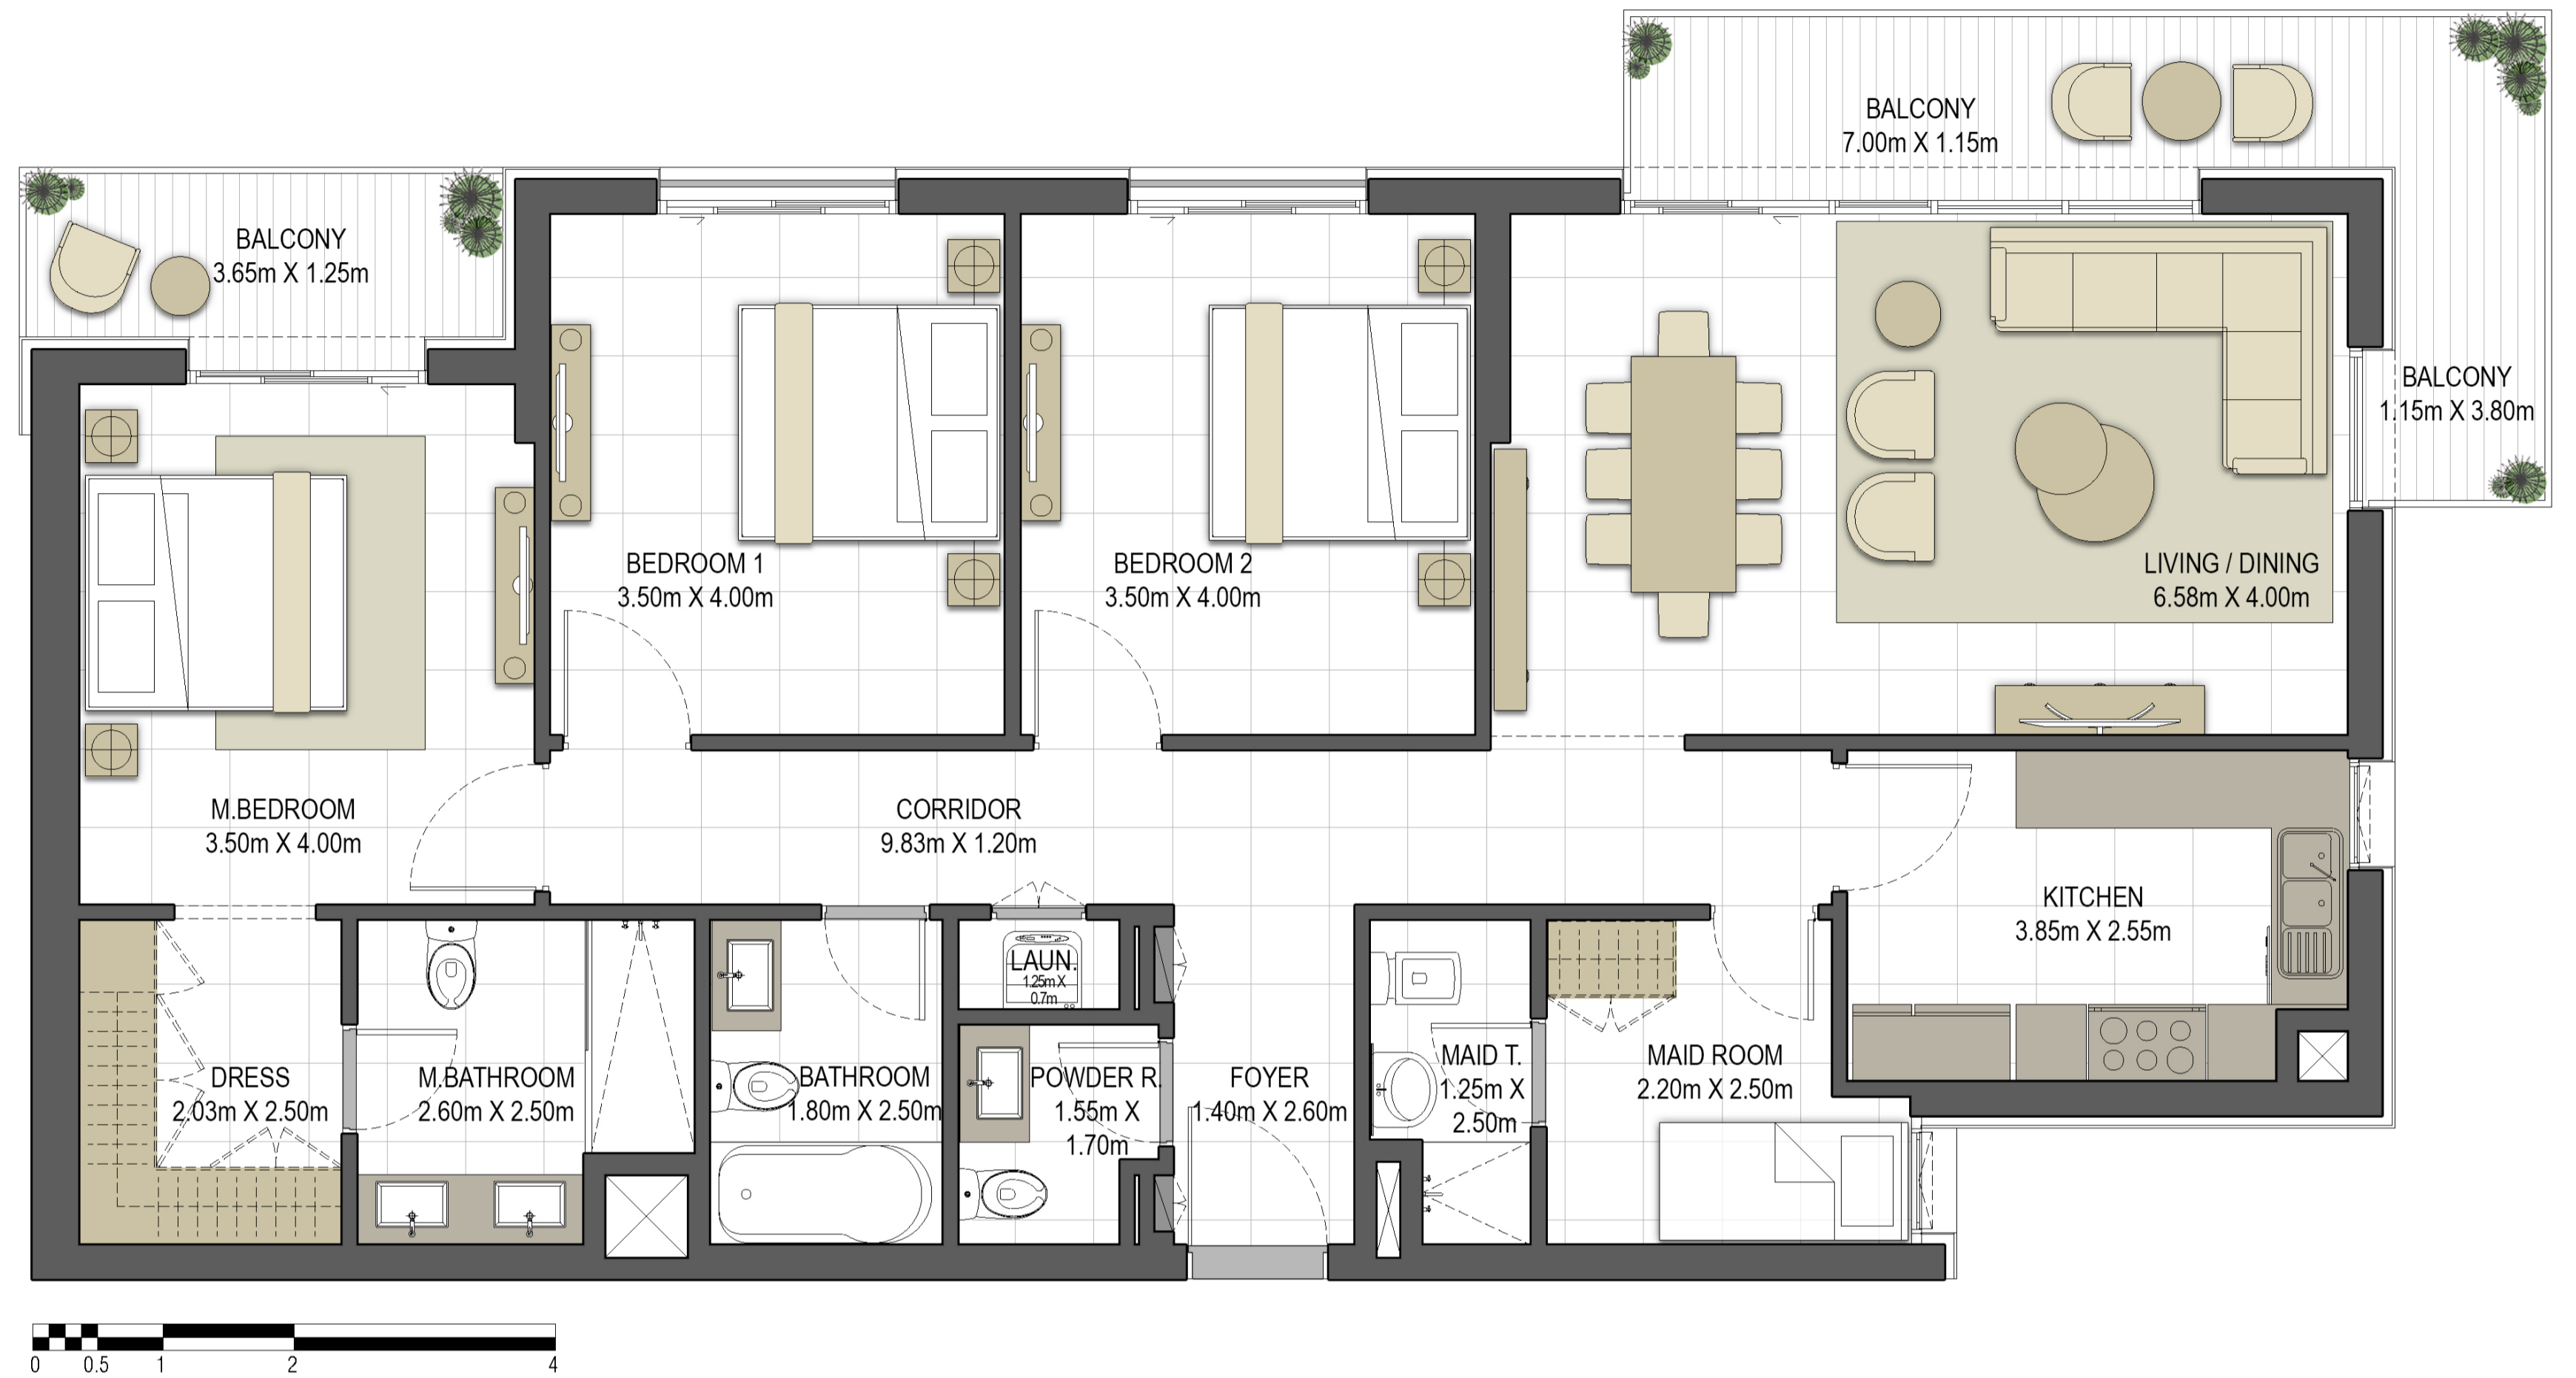 BALCONY
7.00m X 1.15m
BALCONY
3.65m X 1.25m
BALCONY
1.15m X 3.80m
BEDROOM 1
3.50m X 4.00m
BEDROOM 2
3.50m X 4.00m
LIVING / DINING
6.58m X 4.00m
M.BEDROOM
3.50m X 4.00m
CORRIDOR
9.83m X 1.20m
KITCHEN
3.85m X 2.55m
LAUN.
1.25m X
0.7m
DRESS
2.03m X 2.50m
M.BATHROOM
2.60m X 2.50m
BATHROOM
1.80m X 2.50m
POWDER R.
1.55m X
1.70m
FOYER
1.40m X 2.60m
MAID T.
1.25m X
2.50m
MAID ROOM
2.20m X 2.50m
0 0.5 1 2 4